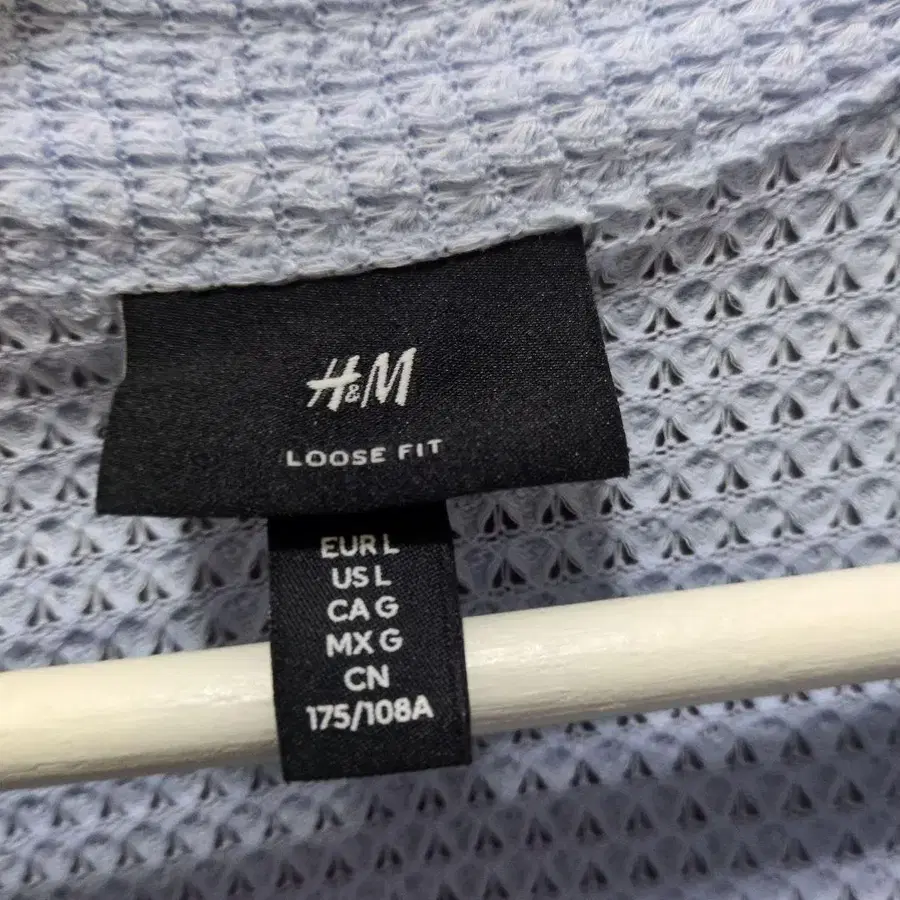 H&M
LOOSE FIT
EUR L
US L
CA G
MX G
CN
175/108A